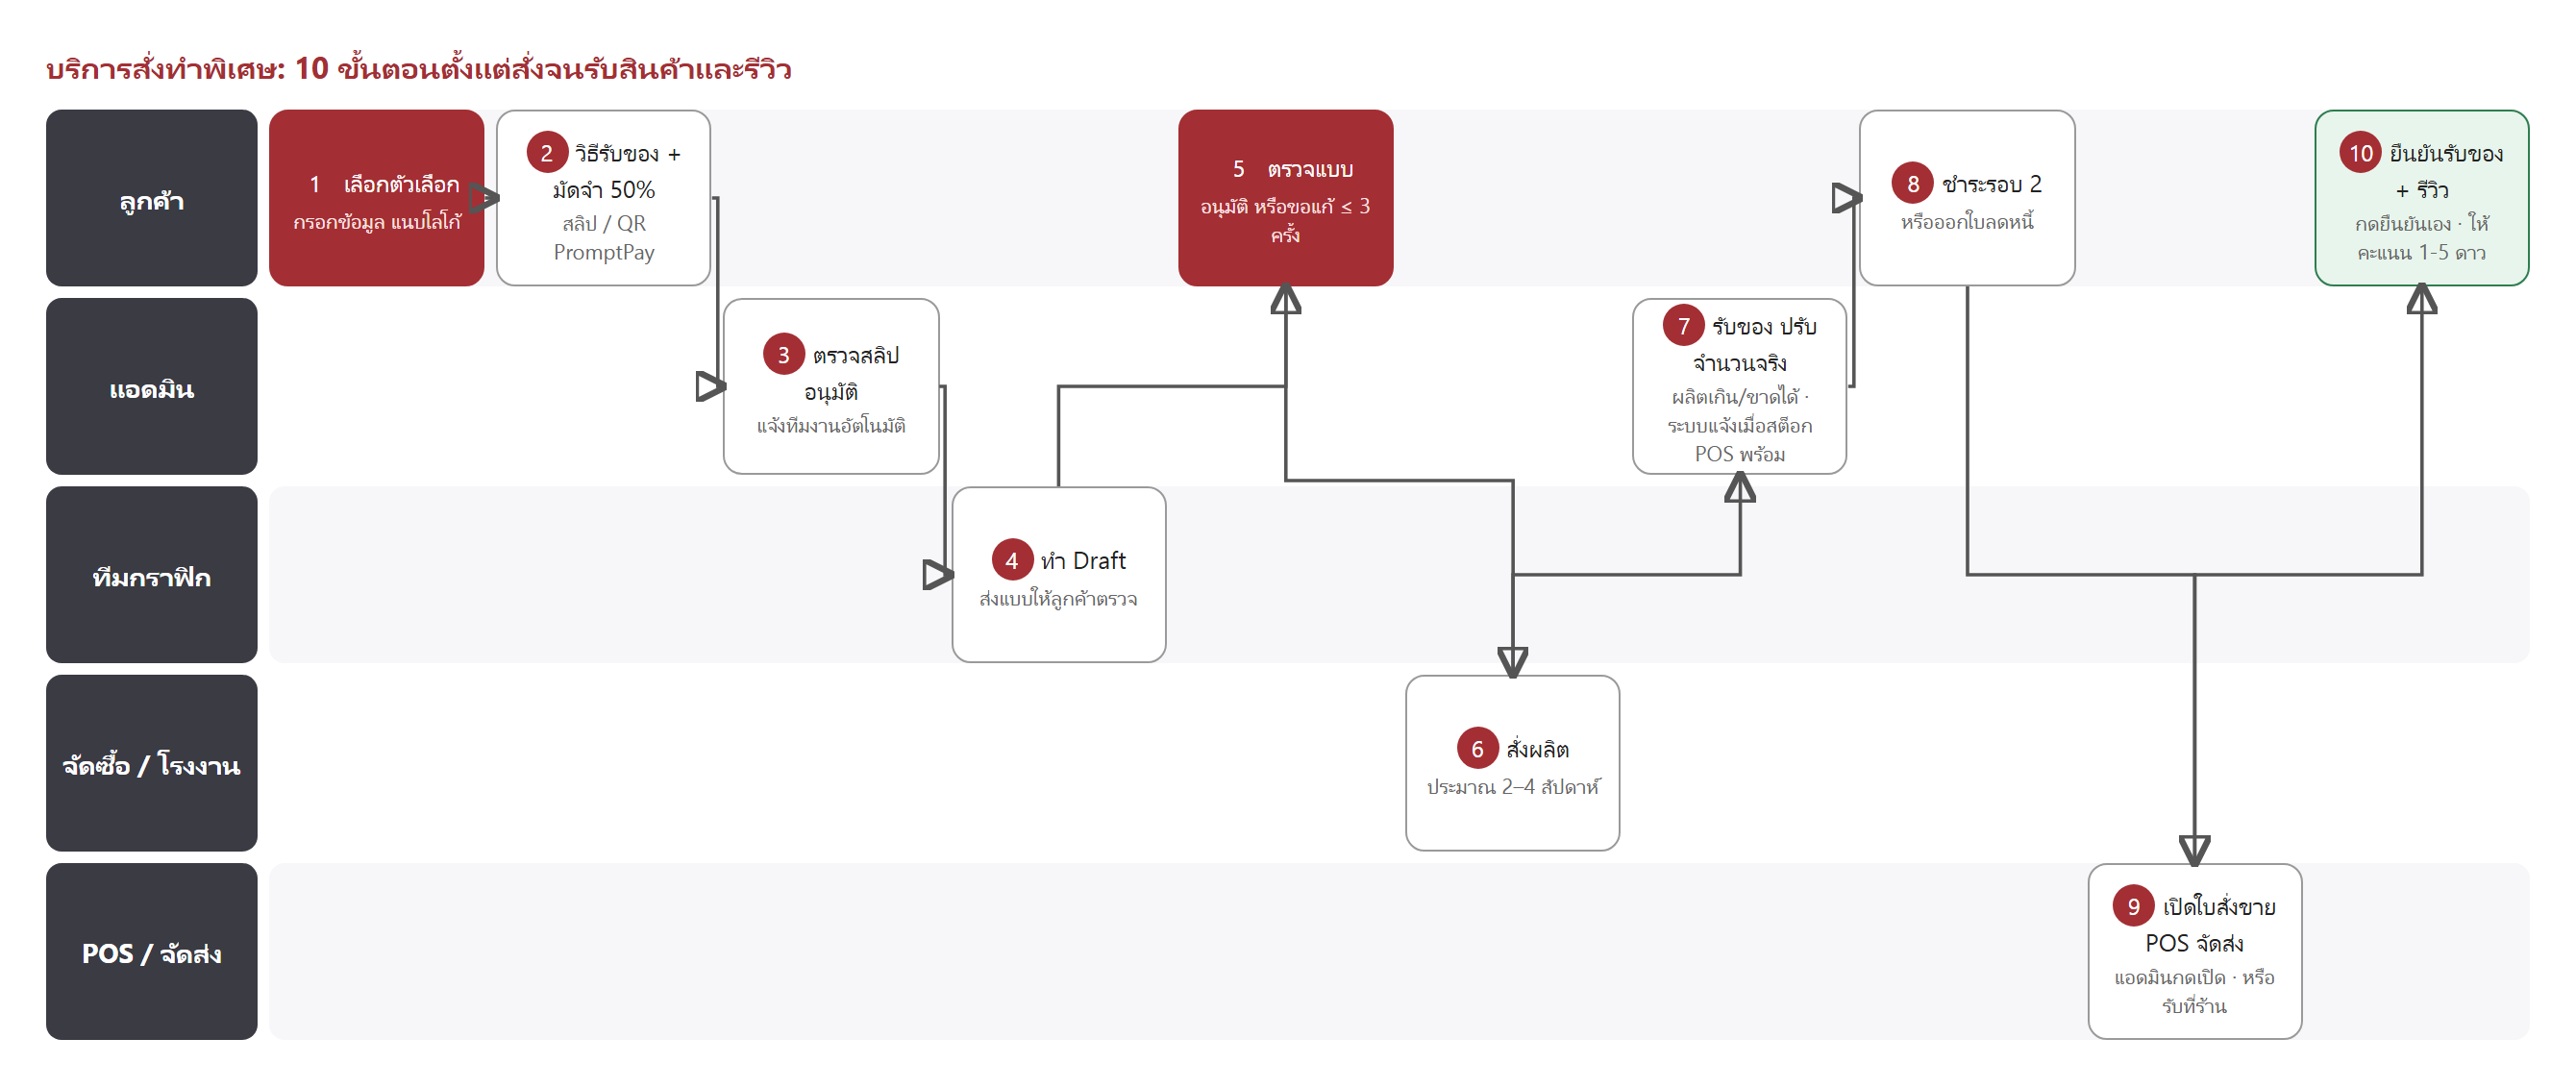 บริการสั่งทำพิเศษ: 10 ขั้นตอนตั้งแต่สั่งจนรับสินค้าและรีวิว
ลูกค้า
1 เลือกตัวเลือก
กรอกข้อมูล แนบโลโก้
2 วิธีรับของ +
มัดจำ 50%
สลิป / QR
PromptPay
5 ตรวจแบบ
อนุมัติ หรือขอแก้ ≤ 3
ครั้ง
8 ชำระรอบ 2
หรือออกใบลดหนี้
10 ยืนยันรับของ
+ รีวิว
กดยืนยันเอง · ให้
คะแนน 1-5 ดาว
แอดมิน
3 ตรวจสลิป
อนุมัติ
แจ้งทีมงานอัตโนมัติ
7 รับของ ปรับ
จำนวนจริง
ผลิตเกิน/ขาดได้ ·
ระบบแจ้งเมื่อสต็อก
POS พร้อม
ทีมกราฟิก
4 ทำ Draft
ส่งแบบให้ลูกค้าตรวจ
จัดซื้อ / โรงงาน
6 สั่งผลิต
ประมาณ 2–4 สัปดาห์
POS / จัดส่ง
9 เปิดใบสั่งขาย
POS จัดส่ง
แอดมินกดเปิด · หรือ
รับที่ร้าน